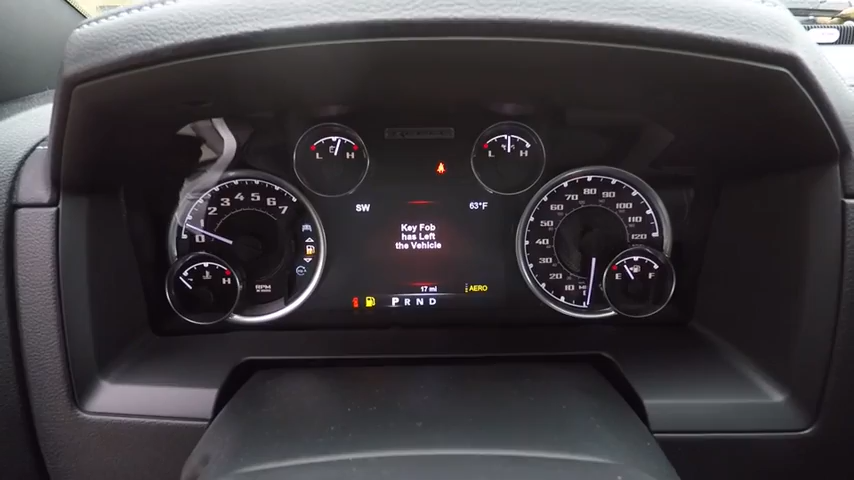 L H
L H
SW
63°F
Key Fob
has Left
the Vehicle
0 1 2 3 4 5 6 7
RPM
H
10 20 30 40 50 60 70 80 90 100 110 120
E F
17 mi
AERO
P R N D